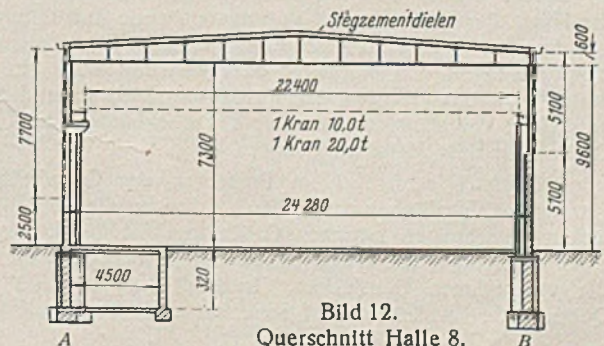 Stegzementdielen
600
22400
7700
7300
1 Kran 10,0t
1 Kran 20,0t
5100
9600
24280
2500
5100
4500
320
Bild 12.
Querschnitt Halle 8.
A
B